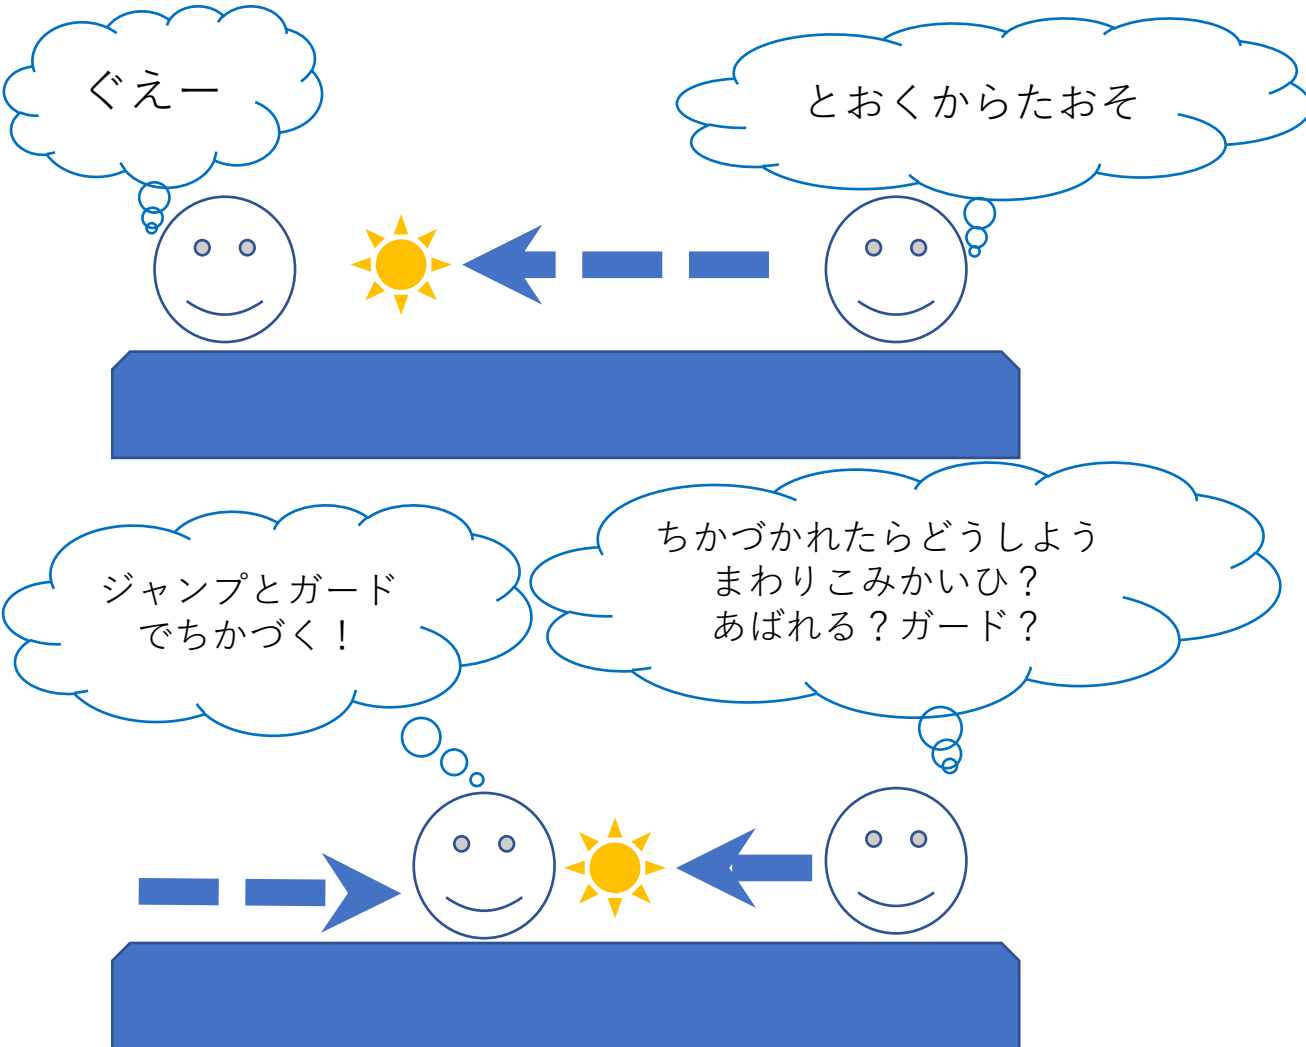 ぐえー
とおくからたおそ
ジャンプとガード
でちかづく！
ちかづかれたらどうしよう
まわりこみかいひ？
あばれる？ガード？